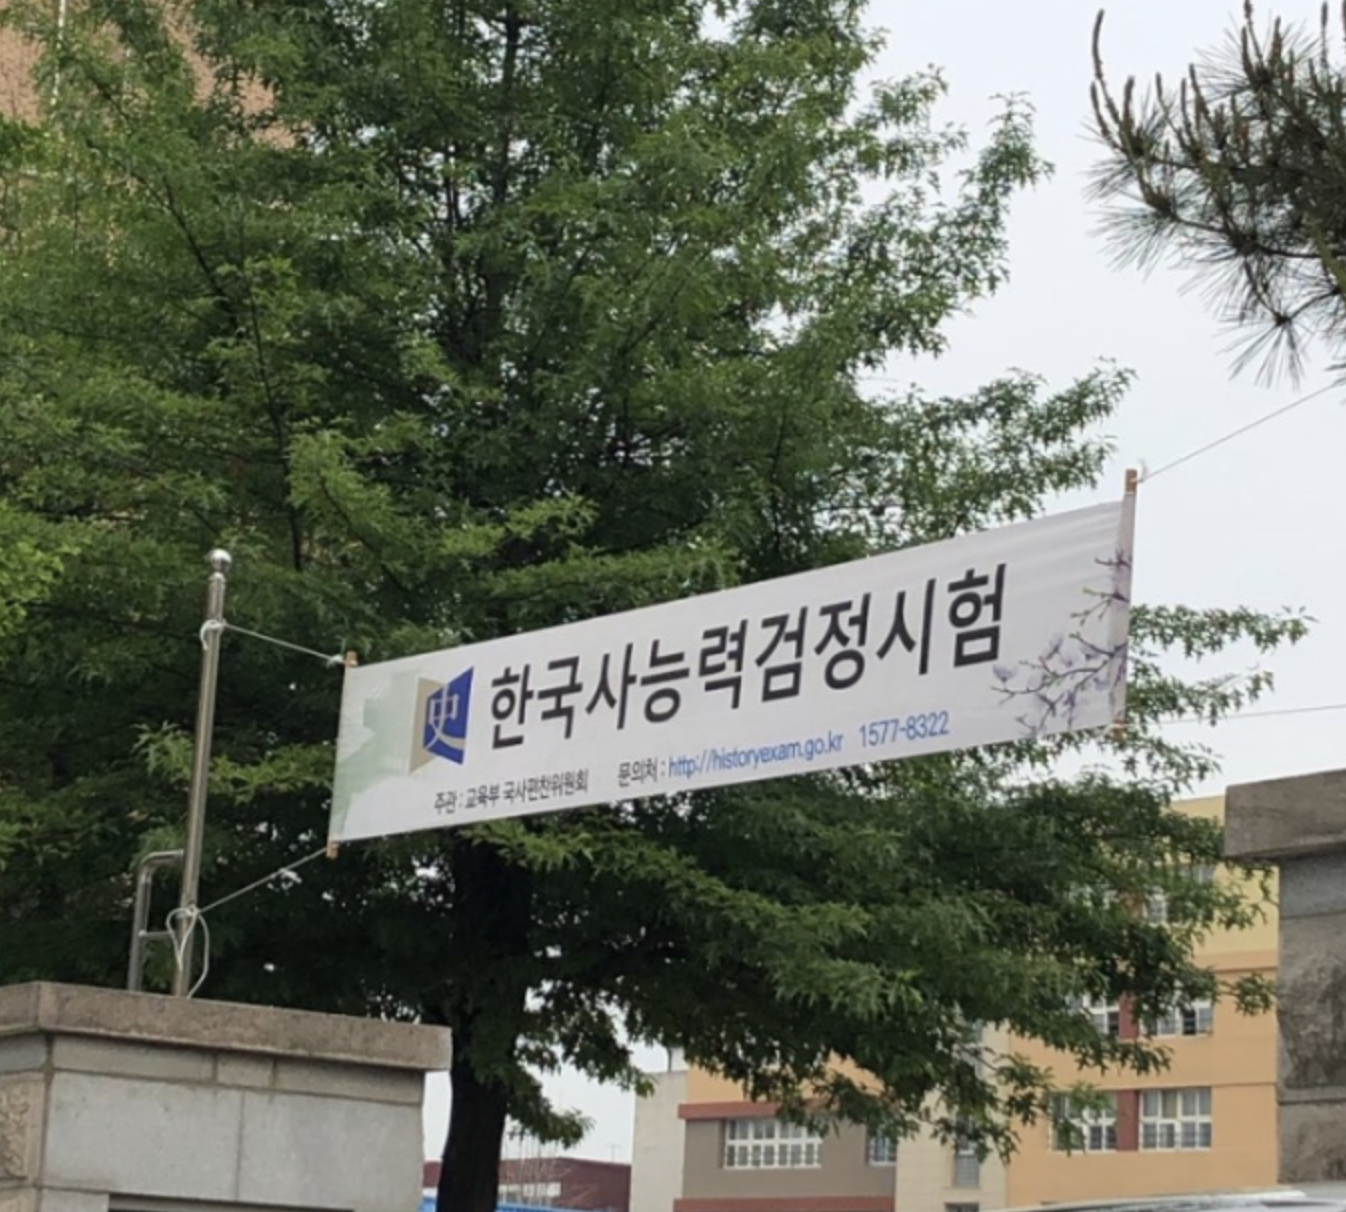 史 한국사능력검정시험
주관 : 교육부 국사편찬위원회 문의처 : http://historyexam.go.kr 1577-8322